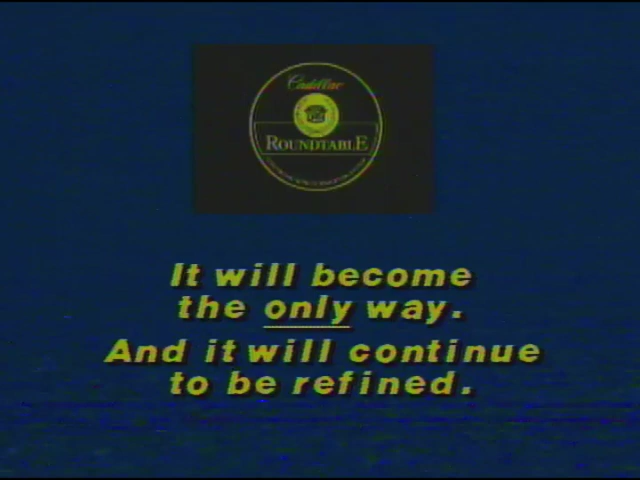 Cadillac
ROUNDTABLE
It will become
the only way.
And it will continue
to be refined.